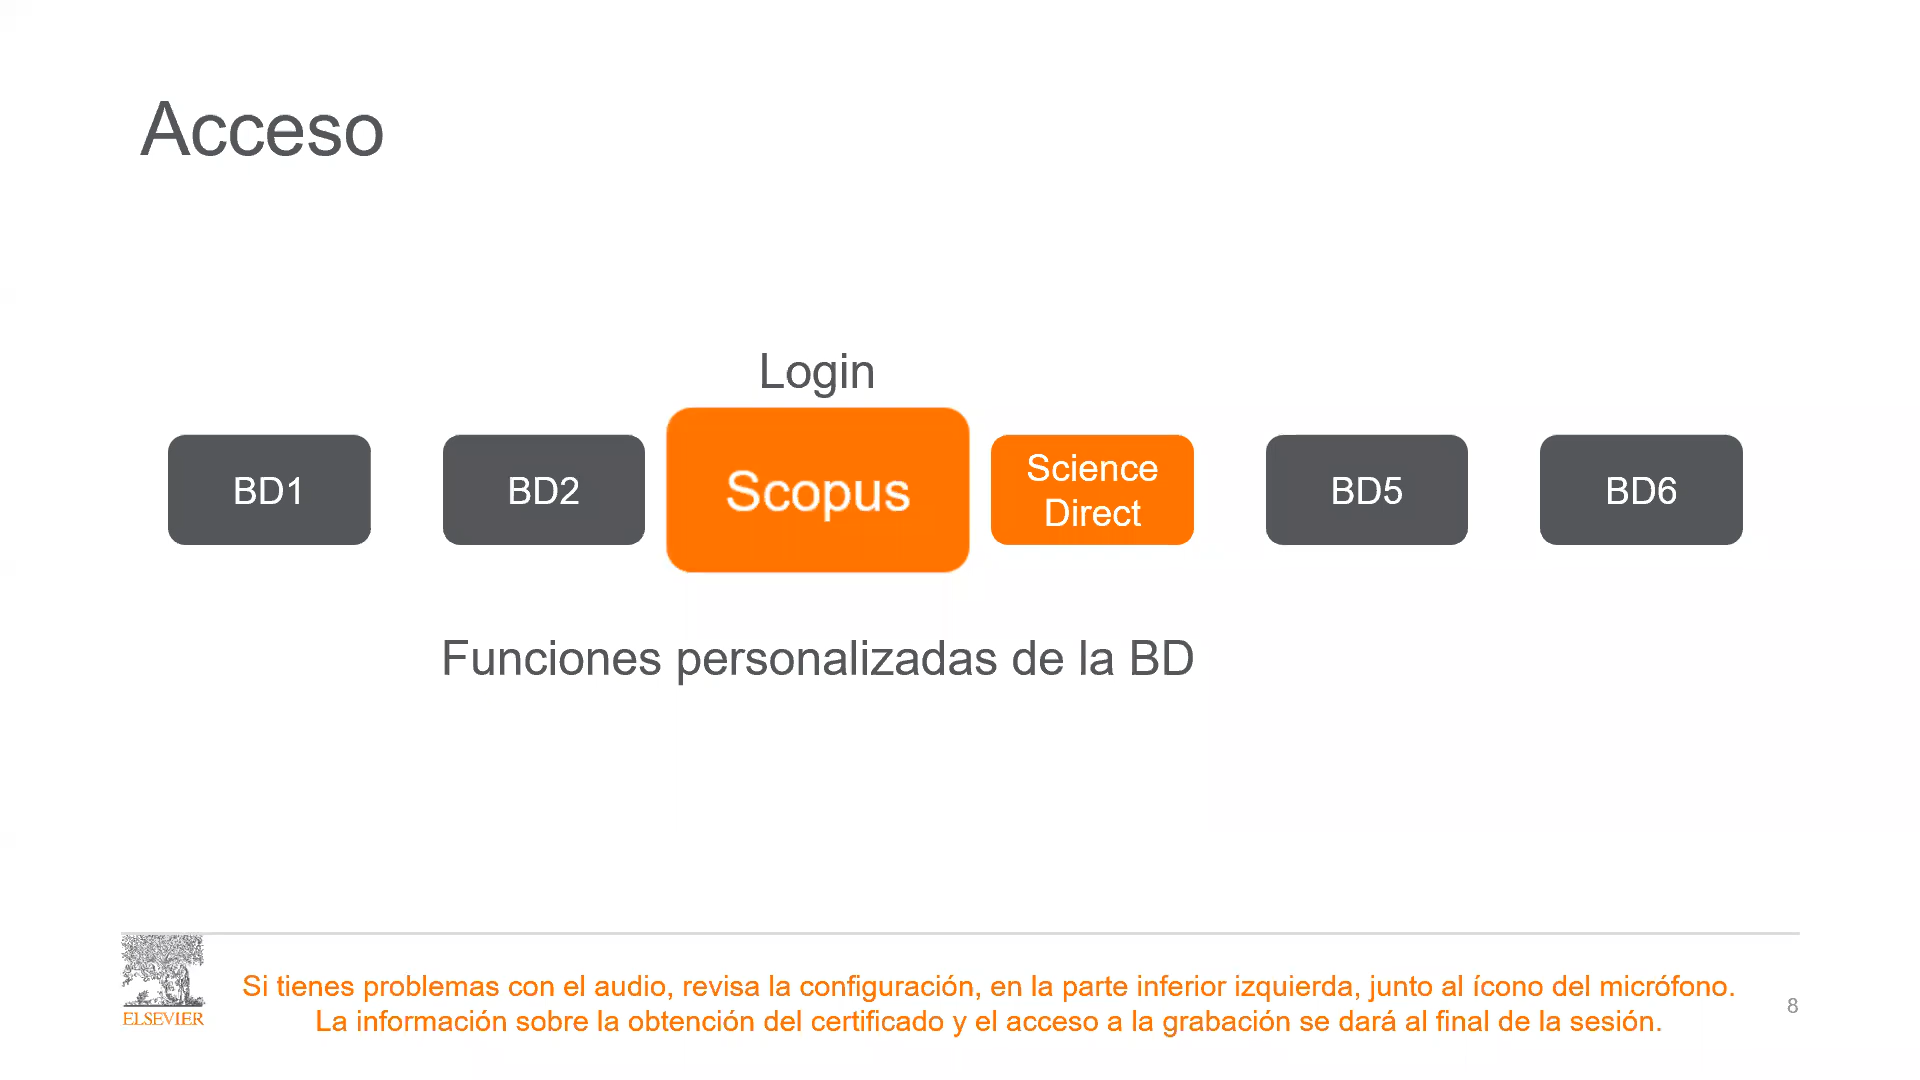 Acceso
Login
BD1
BD2
Scopus
Science
Direct
BD5
BD6
Funciones personalizadas de la BD
ELSEVIER
Si tienes problemas con el audio, revisa la configuración, en la parte inferior izquierda, junto al ícono del micrófono.
La información sobre la obtención del certificado y el acceso a la grabación se dará al final de la sesión.
8